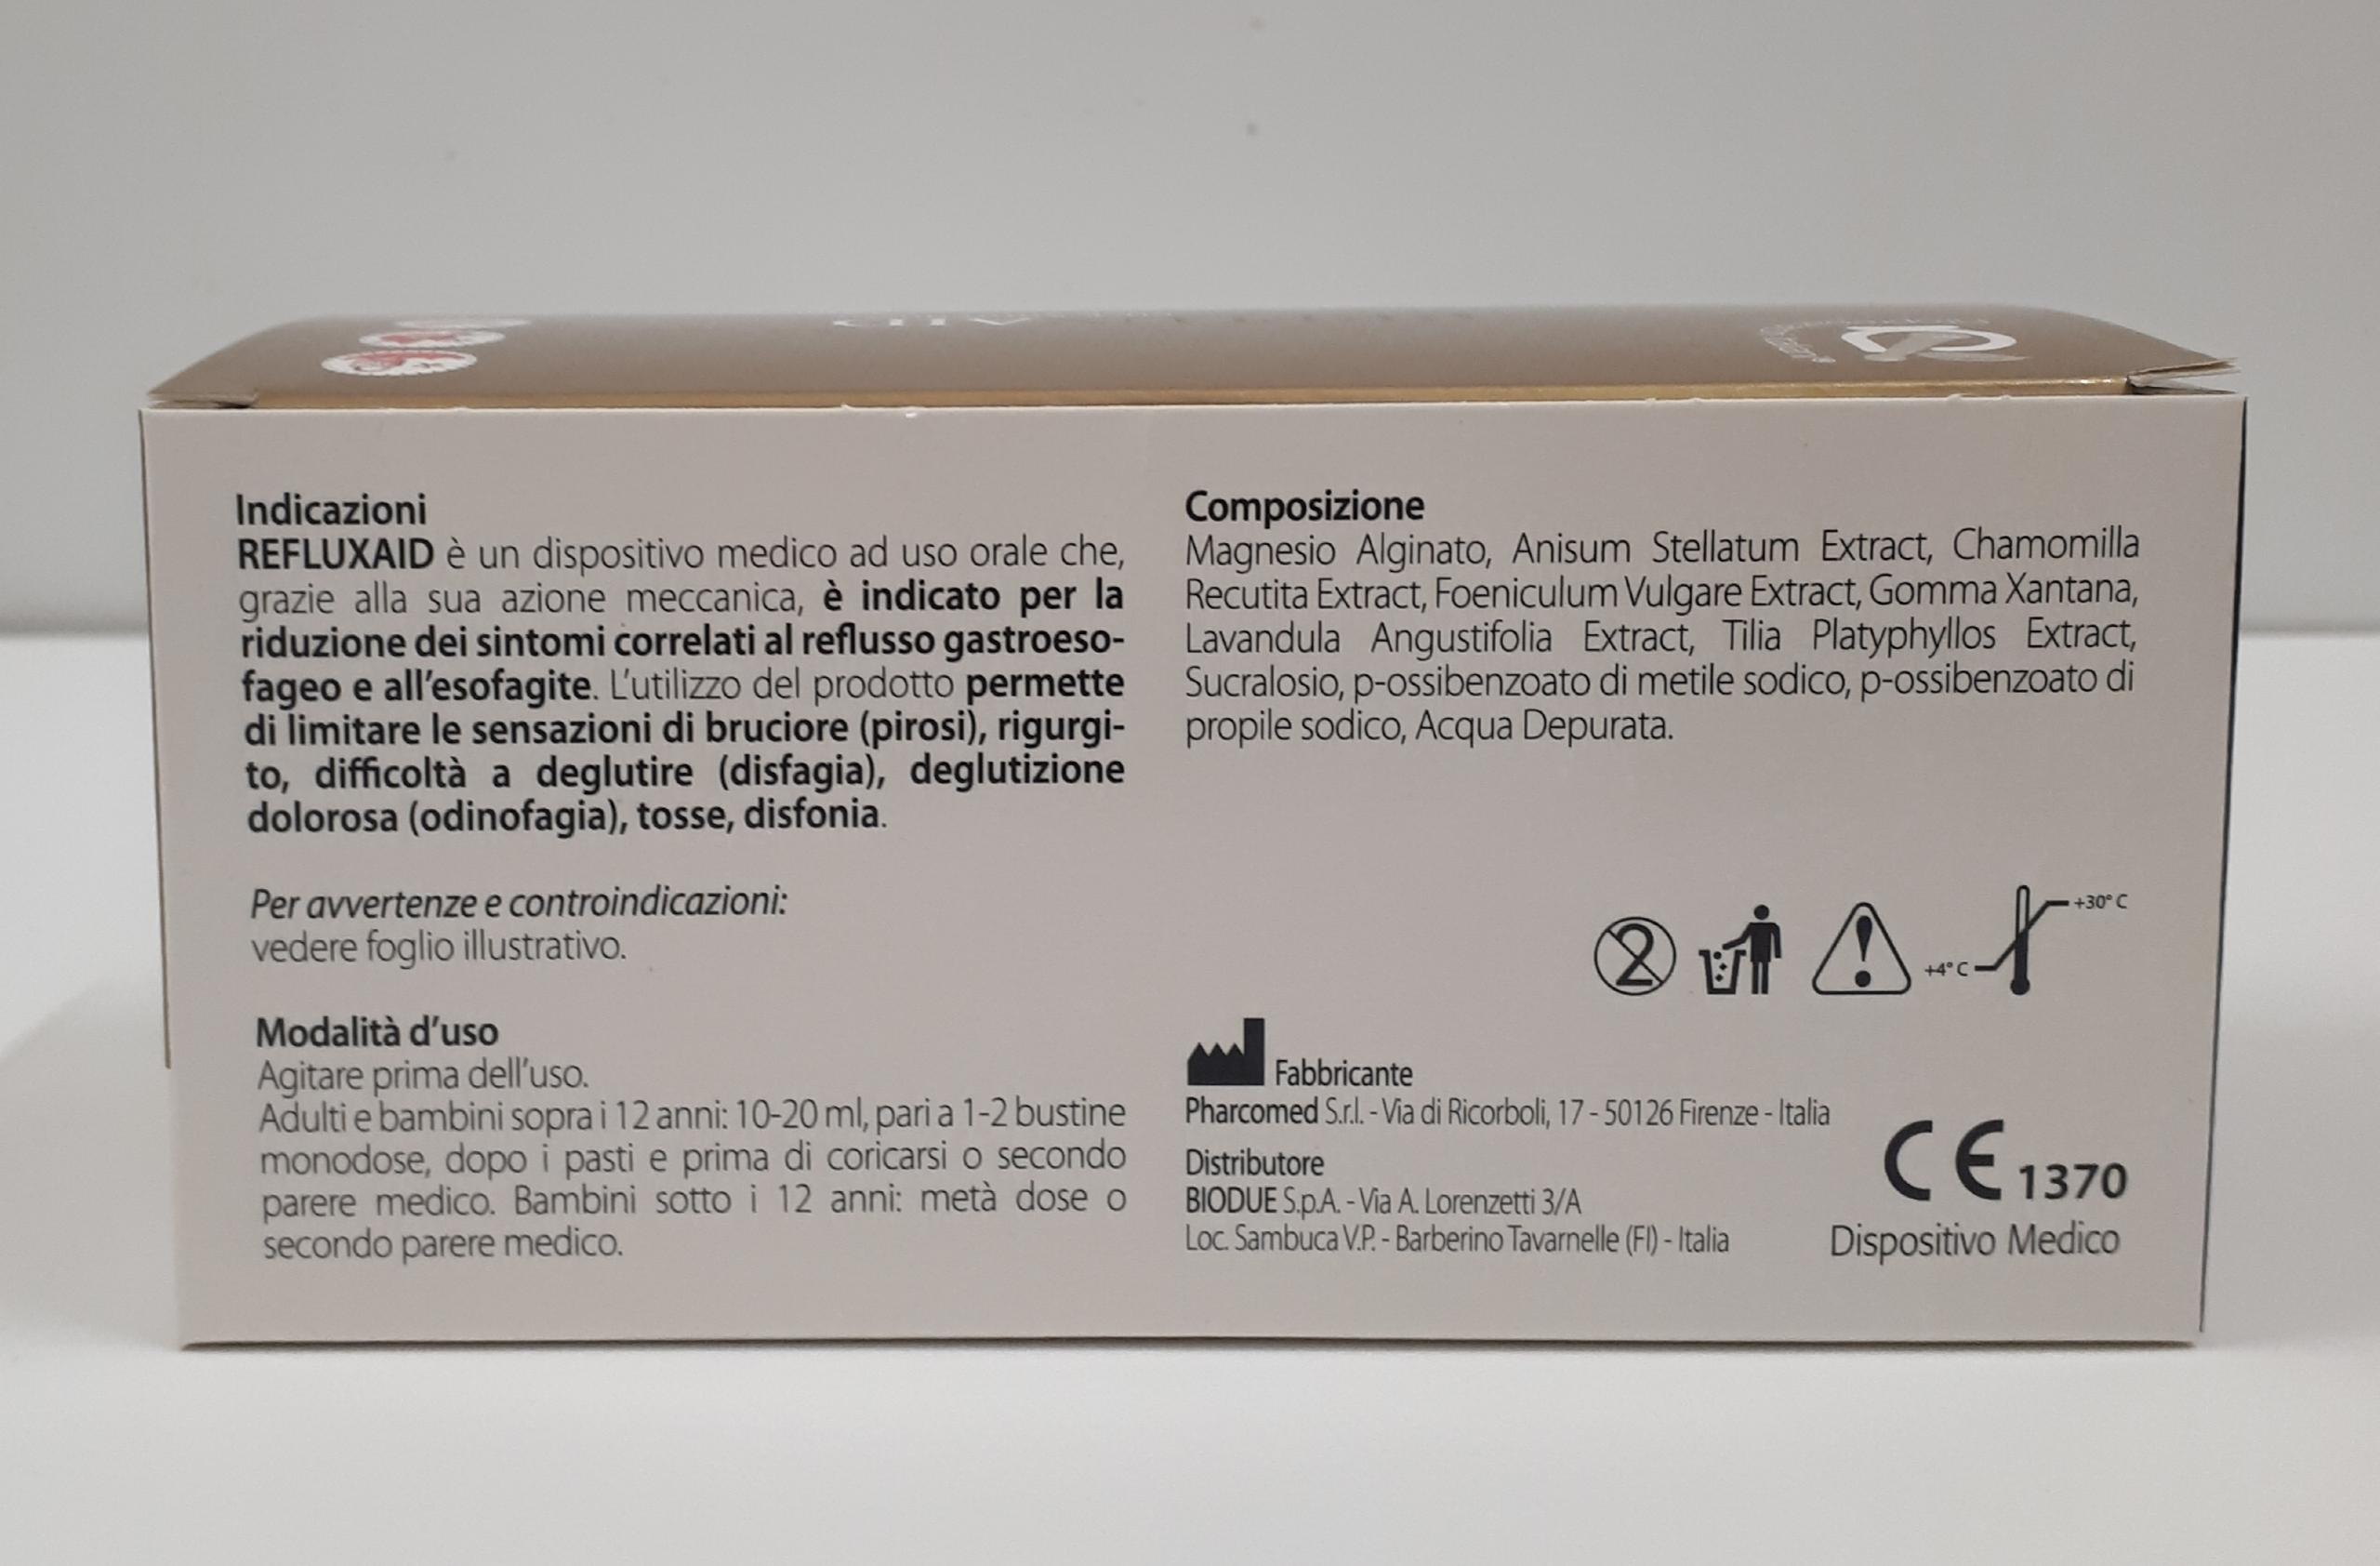 Indicazioni
REFLUXAID è un dispositivo medico ad uso orale che,
grazie alla sua azione meccanica, è indicato per la
riduzione dei sintomi correlati al reflusso gastroeso-
fageo e all'esofagite. L'utilizzo del prodotto permette
di limitare le sensazioni di bruciore (pirosi), rigurgi-
to, difficoltà a deglutire (disfagia), deglutizione
dolorosa (odinofagia), tosse, disfonia.
Per avvertenze e controindicazioni:
vedere foglio illustrativo.
Modalità d'uso
Agitare prima dell'uso.
Adulti e bambini sopra i 12 anni: 10-20 ml, pari a 1-2 bustine
monodose, dopo i pasti e prima di coricarsi o secondo
parere medico. Bambini sotto i 12 anni: metà dose o
secondo parere medico.
Composizione
Magnesio Alginato, Anisum Stellatum Extract, Chamomilla
Recutita Extract, Foeniculum Vulgare Extract, Gomma Xantana,
Lavandula Angustifolia Extract, Tilia Platyphyllos Extract,
Sucralosio, p-ossibenzoato di metile sodico, p-ossibenzoato di
propile sodico, Acqua Depurata.
2
+30°C
+4°C
Fabbricante
Pharcomed S.r.l. - Via di Ricorboli, 17 - 50126 Firenze - Italia
Distributore
BIODUE S.p.A. - Via A. Lorenzetti 3/A
Loc. Sambuca V.P. - Barberino Tavarnelle (FI) - Italia
CE 1370
Dispositivo Medico